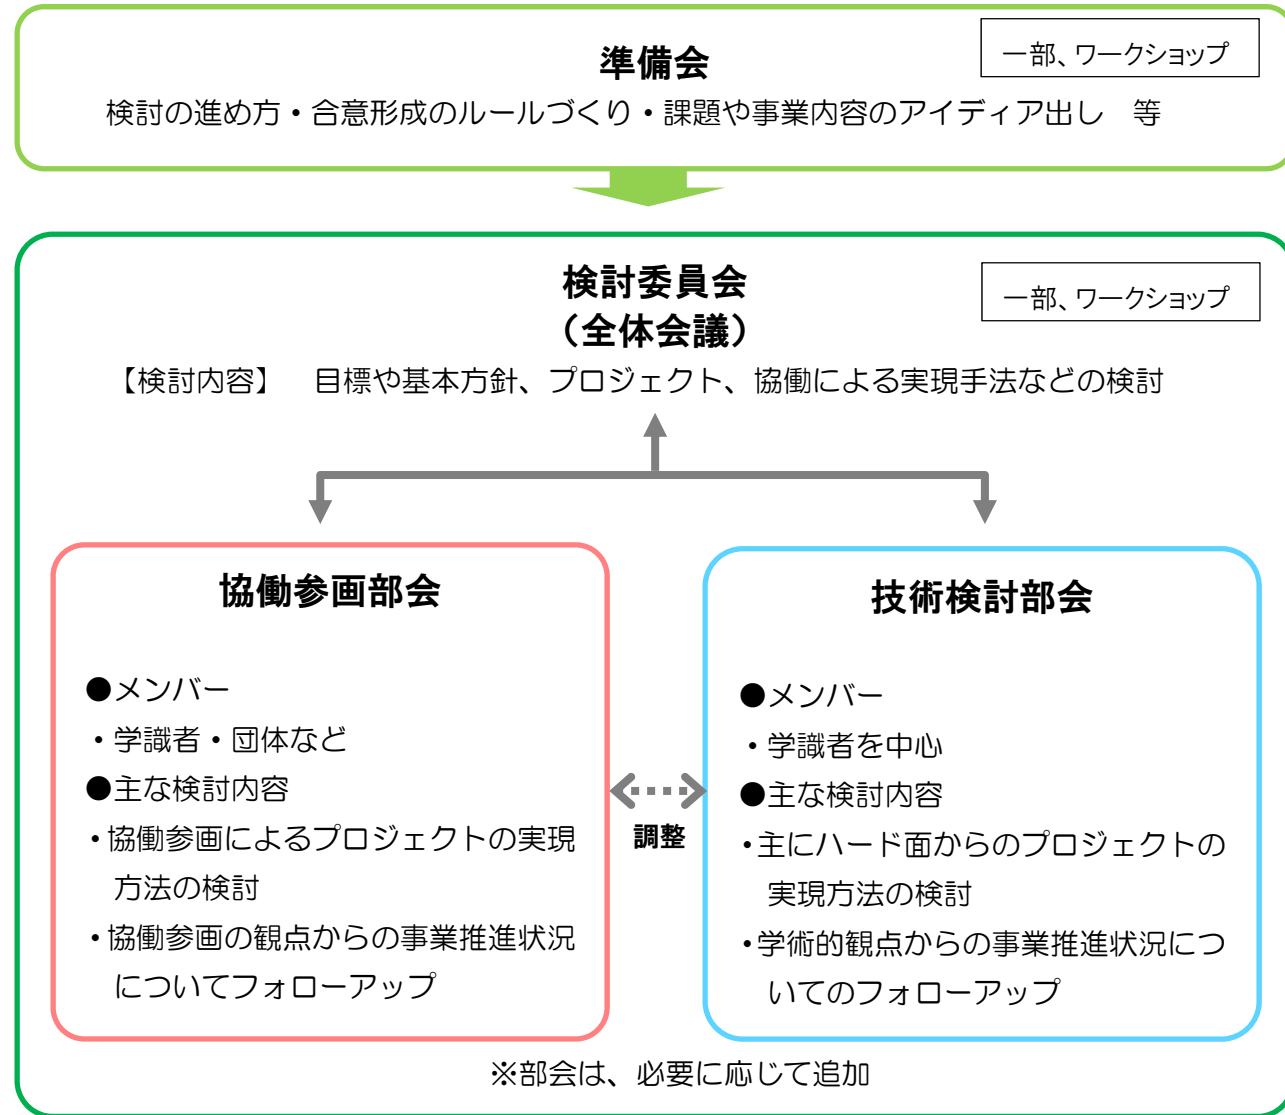 準備会
一部、ワークショップ
検討の進め方・合意形成のルールづくり・課題や事業内容のアイディア出し　等
検討委員会
（全体会議）
一部、ワークショップ
【検討内容】　目標や基本方針、プロジェクト、協働による実現手法などの検討
協働参画部会
●メンバー
・学識者・団体など
●主な検討内容
・協働参画によるプロジェクトの実現
方法の検討
・協働参画の観点からの事業推進状況
についてフォローアップ
調整
技術検討部会
●メンバー
・学識者を中心
●主な検討内容
・主にハード面からのプロジェクトの
実現方法の検討
・学術的観点からの事業推進状況につ
いてのフォローアップ
※部会は、必要に応じて追加